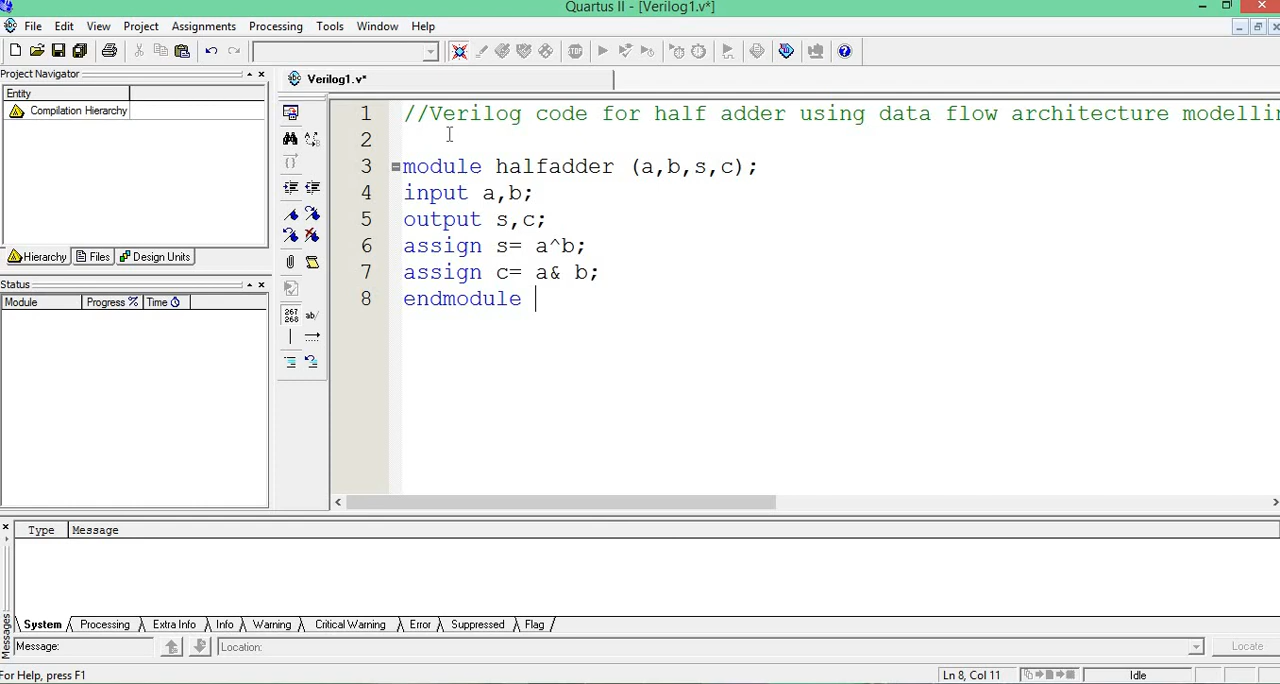 Quartus II - [Verilog1.v*]
File Edit View Project Assignments Processing Tools Window Help
Project Navigator
Verilog1.v*
Entity
Compilation Hierarchy
1 //Verilog code for half adder using data flow architecture modellin
2
3 module halfadder (a,b,s,c);
4 input a,b;
5 output s,c;
6 assign s= a^b;
7 assign c= a& b;
8 endmodule
Hierarchy Files Design Units
Status
Module Progress % Time
267
268
ab/
Type Message
System Processing Extra Info Info Warning Critical Warning Error Suppressed Flag
Messages
Message: Location: Locate
For Help, press F1 Ln 8, Col 11 Idle